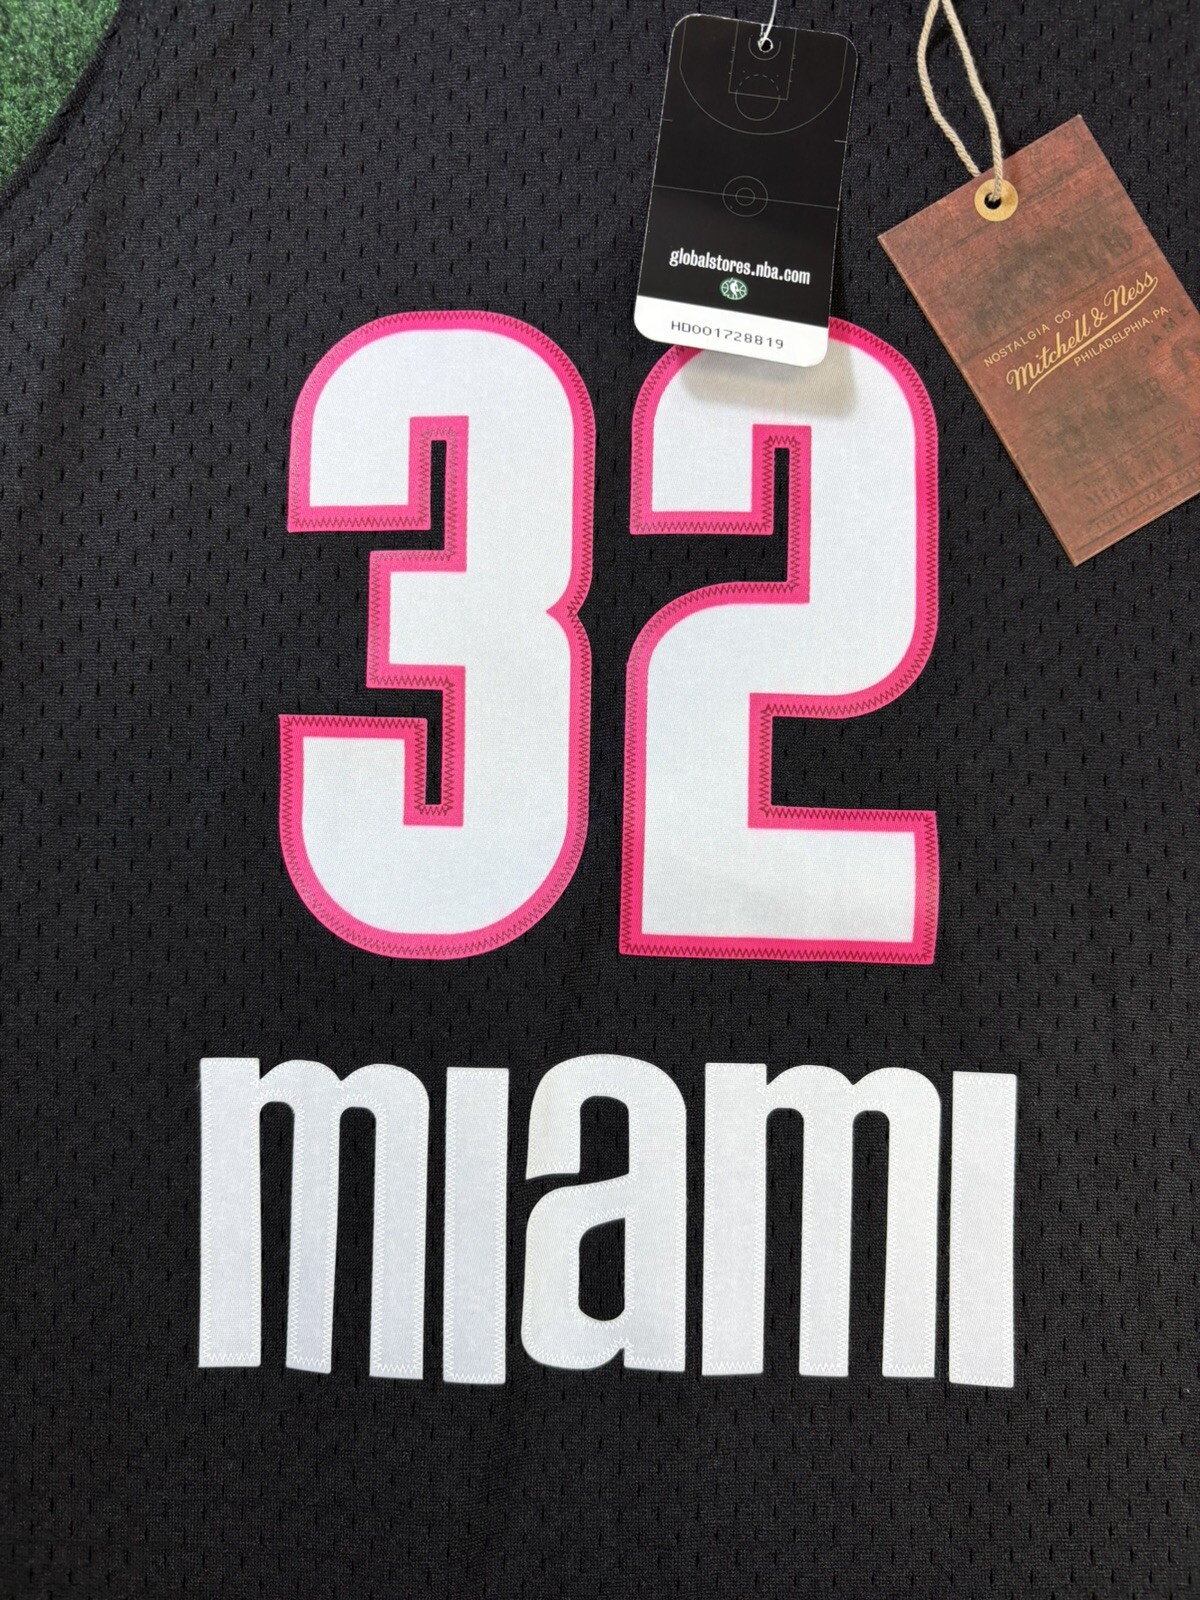 globalstores.nba.com
HD001728819
NOSTALGIA CO.
Mitchell & Ness
PHILADELPHIA, PA.
32
miami